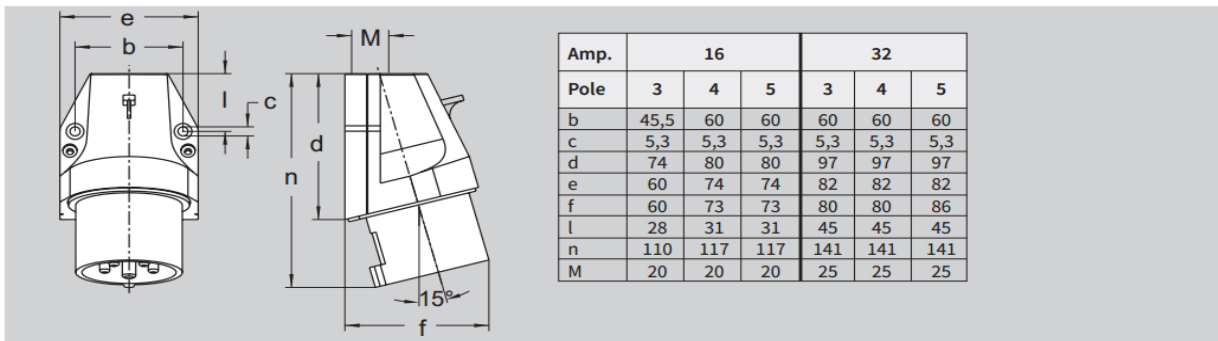 e
b
M
l
c
d
n
15°
f
Amp. 16 32
Pole 3 4 5 3 4 5
b 45,5 60 60 60 60 60
c 5,3 5,3 5,3 5,3 5,3 5,3
d 74 80 80 97 97 97
e 60 74 74 82 82 82
f 60 73 73 80 80 86
l 28 31 31 45 45 45
n 110 117 117 141 141 141
M 20 20 20 25 25 25